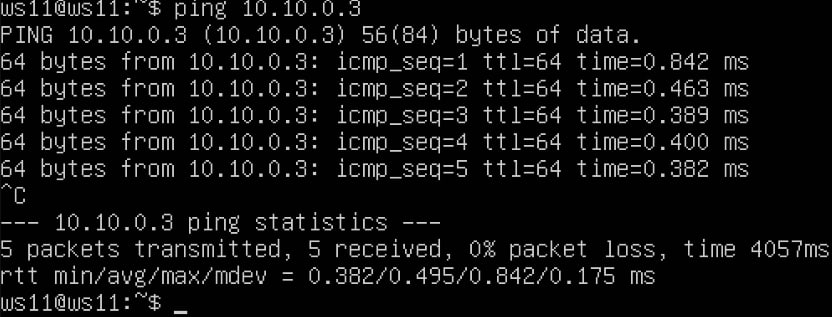 ws11@ws11:~$ ping 10.10.0.3
PING 10.10.0.3 (10.10.0.3) 56(84) bytes of data.
64 bytes from 10.10.0.3: icmp_seq=1 ttl=64 time=0.842 ms
64 bytes from 10.10.0.3: icmp_seq=2 ttl=64 time=0.463 ms
64 bytes from 10.10.0.3: icmp_seq=3 ttl=64 time=0.389 ms
64 bytes from 10.10.0.3: icmp_seq=4 ttl=64 time=0.400 ms
64 bytes from 10.10.0.3: icmp_seq=5 ttl=64 time=0.382 ms
^C
--- 10.10.0.3 ping statistics ---
5 packets transmitted, 5 received, 0% packet loss, time 4057ms
rtt min/avg/max/mdev = 0.382/0.495/0.842/0.175 ms
ws11@ws11:~$ _